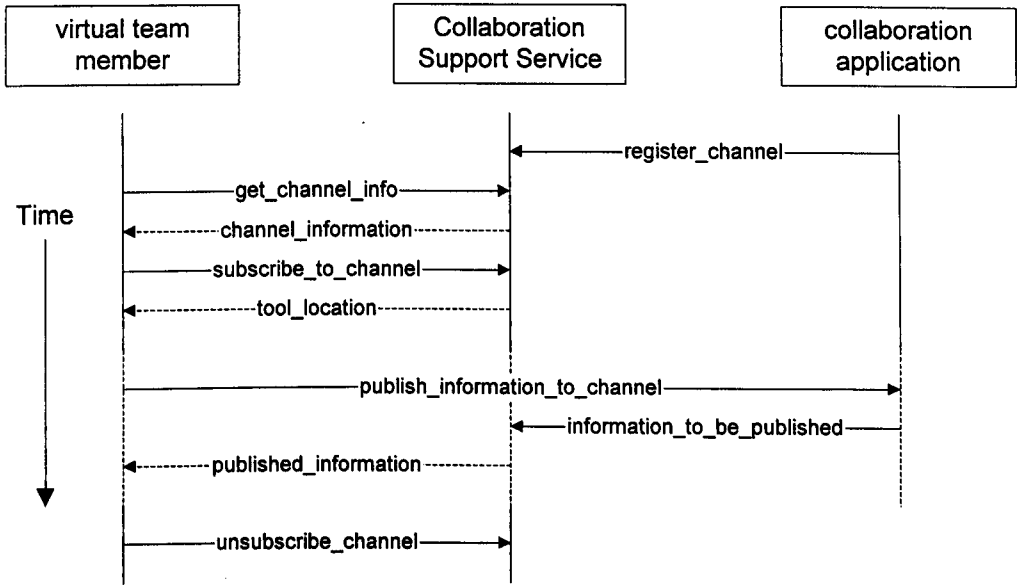 virtual team
member
Collaboration
Support Service
collaboration
application
register_channel
get_channel_info
Time
channel_information
subscribe_to_channel
tool_location
publish_information_to_channel
information_to_be_published
published_information
unsubscribe_channel